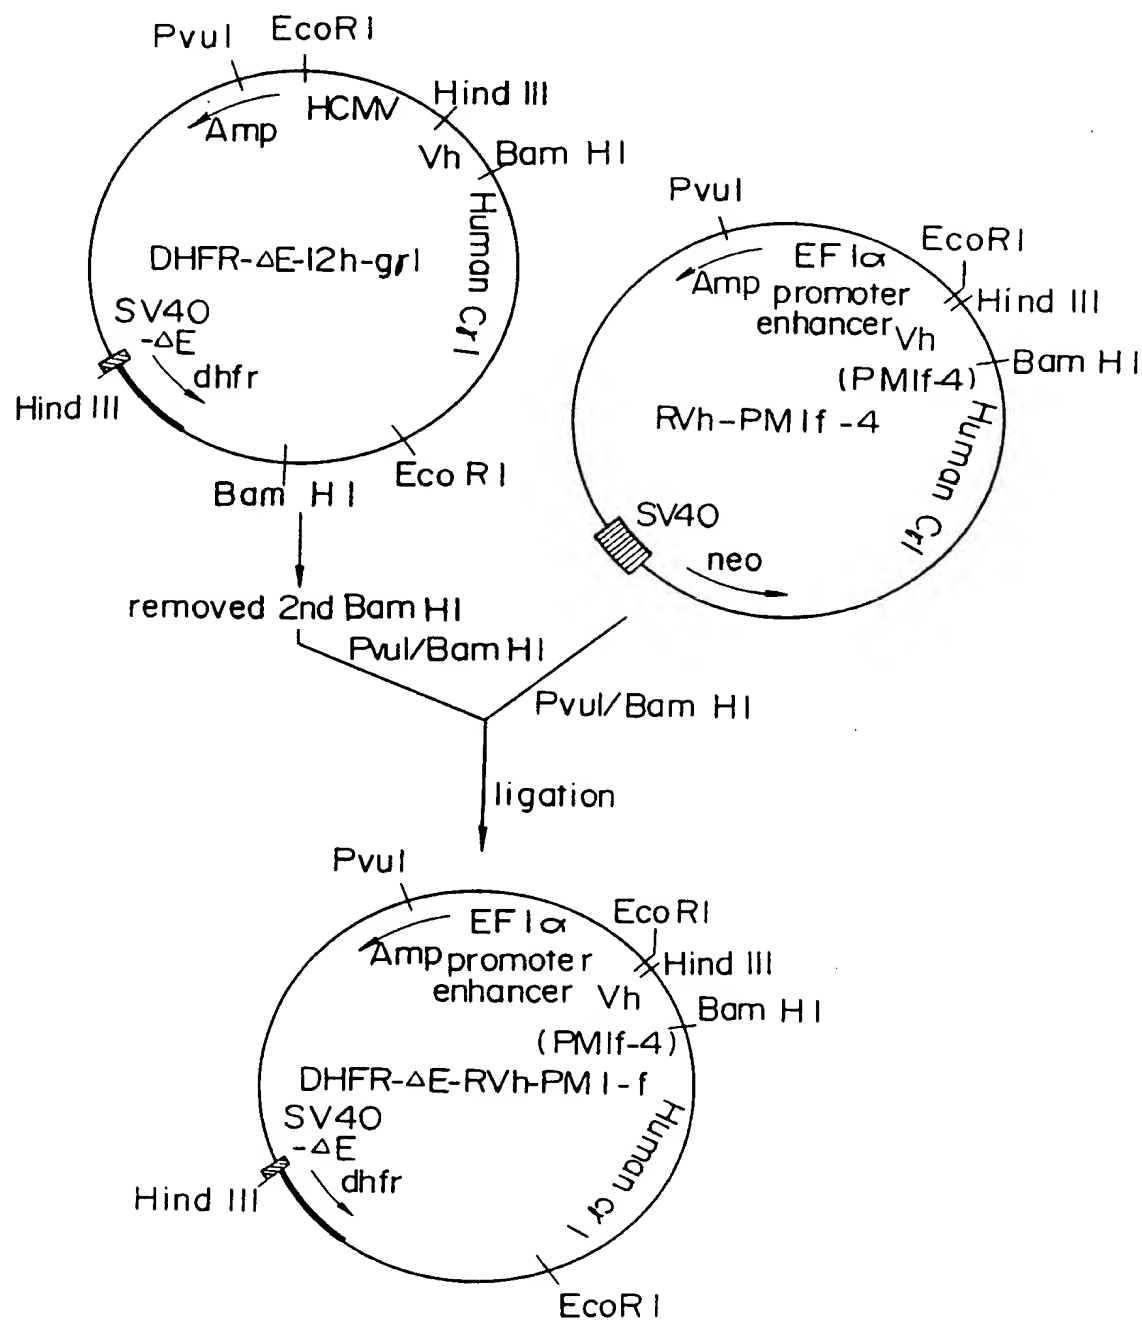 PvuI
EcoRI
HCMV
Hind III
Amp
Vh
Bam HI
Human Cγ1
DHFR-ΔE-12h-gγ1
SV40
-ΔE
dhfr
Hind III
Bam HI
EcoRI
PvuI
EcoRI
EF1α
Amp promoter
enhancer
Hind III
Vh
Bam HI
(PM1f-4)
RVh-PM1f-4
Human Cγ1
SV40
neo
removed 2nd Bam HI
PvuI/Bam HI
PvuI/Bam HI
ligation
PvuI
EcoRI
EF1α
Amp promoter
enhancer
Hind III
Vh
Bam HI
(PM1f-4)
DHFR-ΔE-RVh-PM1-f
SV40
-ΔE
Human cγ1
dhfr
Hind III
EcoRI